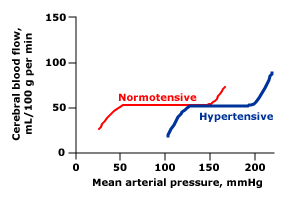 Cerebral blood flow,
mL/100 g per min
150
100
50
0
Normotensive
Hypertensive
0 50 100 150 200
Mean arterial pressure, mmHg